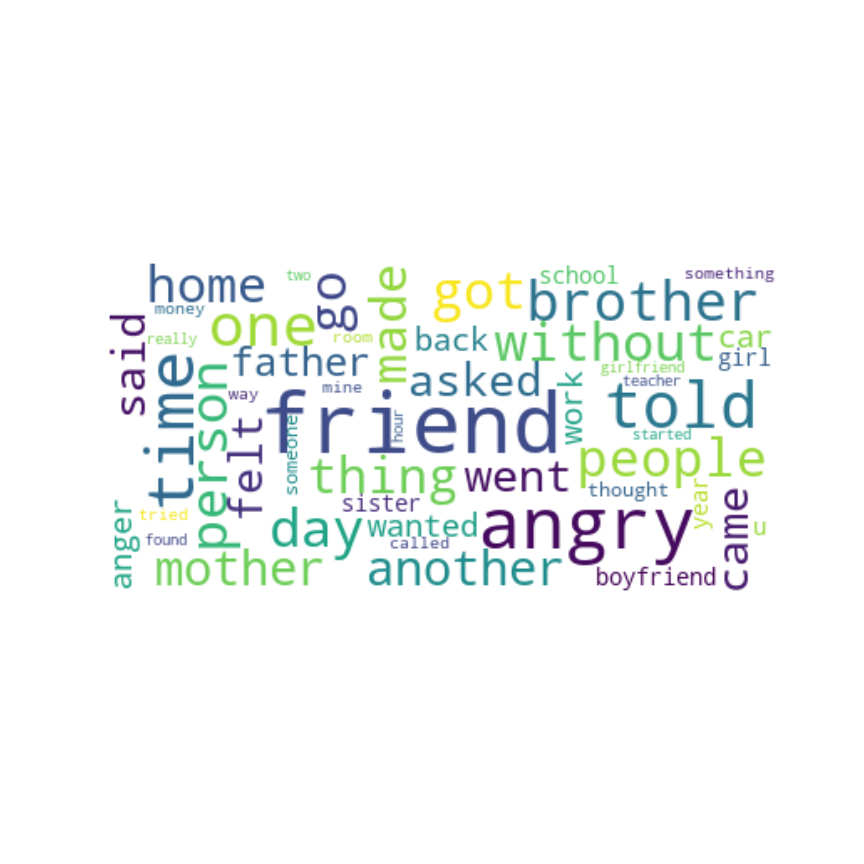 home
two
go
made
got
school
something
money
brother
said
really
one
room
back
without
car
girl
father
asked
girlfriend
teacher
time
person
way
mine
friend
hour
work
told
felt
someone
thing
went
people
started
thought
sister
year
anger
tried
found
day
wanted
called
angry
came
u
mother
another
boyfriend